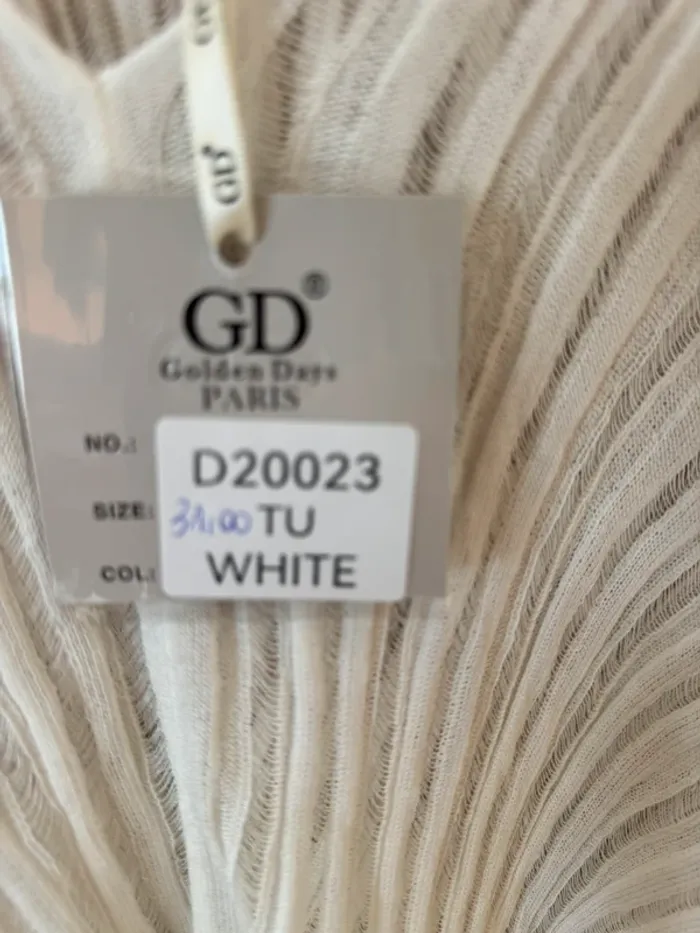 GD
GD®
Golden Days
PARIS
NO.:
D20023
SIZE:
31,00 TU
COL:
WHITE